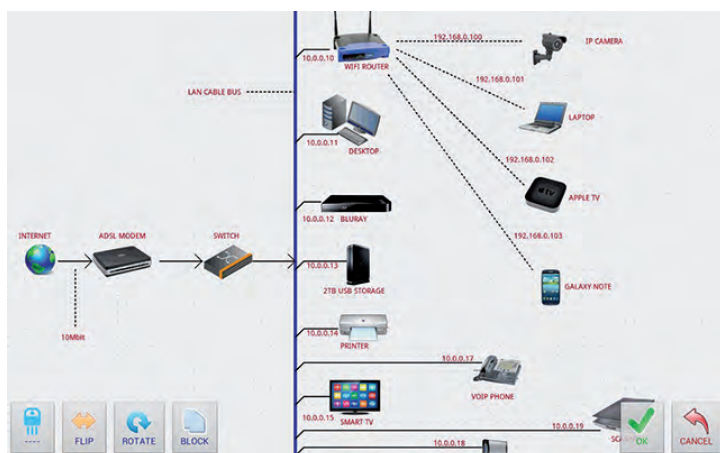 192.168.0.100
IP CAMERA
10.0.0.10
WIFI ROUTER
192.168.0.101
LAN CABLE BUS
LAPTOP
10.0.0.11
DESKTOP
192.168.0.102
APPLE TV
10.0.0.12
BLURAY
192.168.0.103
INTERNET
ADSL MODEM
SWITCH
10.0.0.13
2TB USB STORAGE
GALAXY NOTE
10Mbit
10.0.0.14
PRINTER
10.0.0.17
VOIP PHONE
10.0.0.15
SMART TV
10.0.0.19
10.0.0.18
----
FLIP
ROTATE
BLOCK
OK
CANCEL